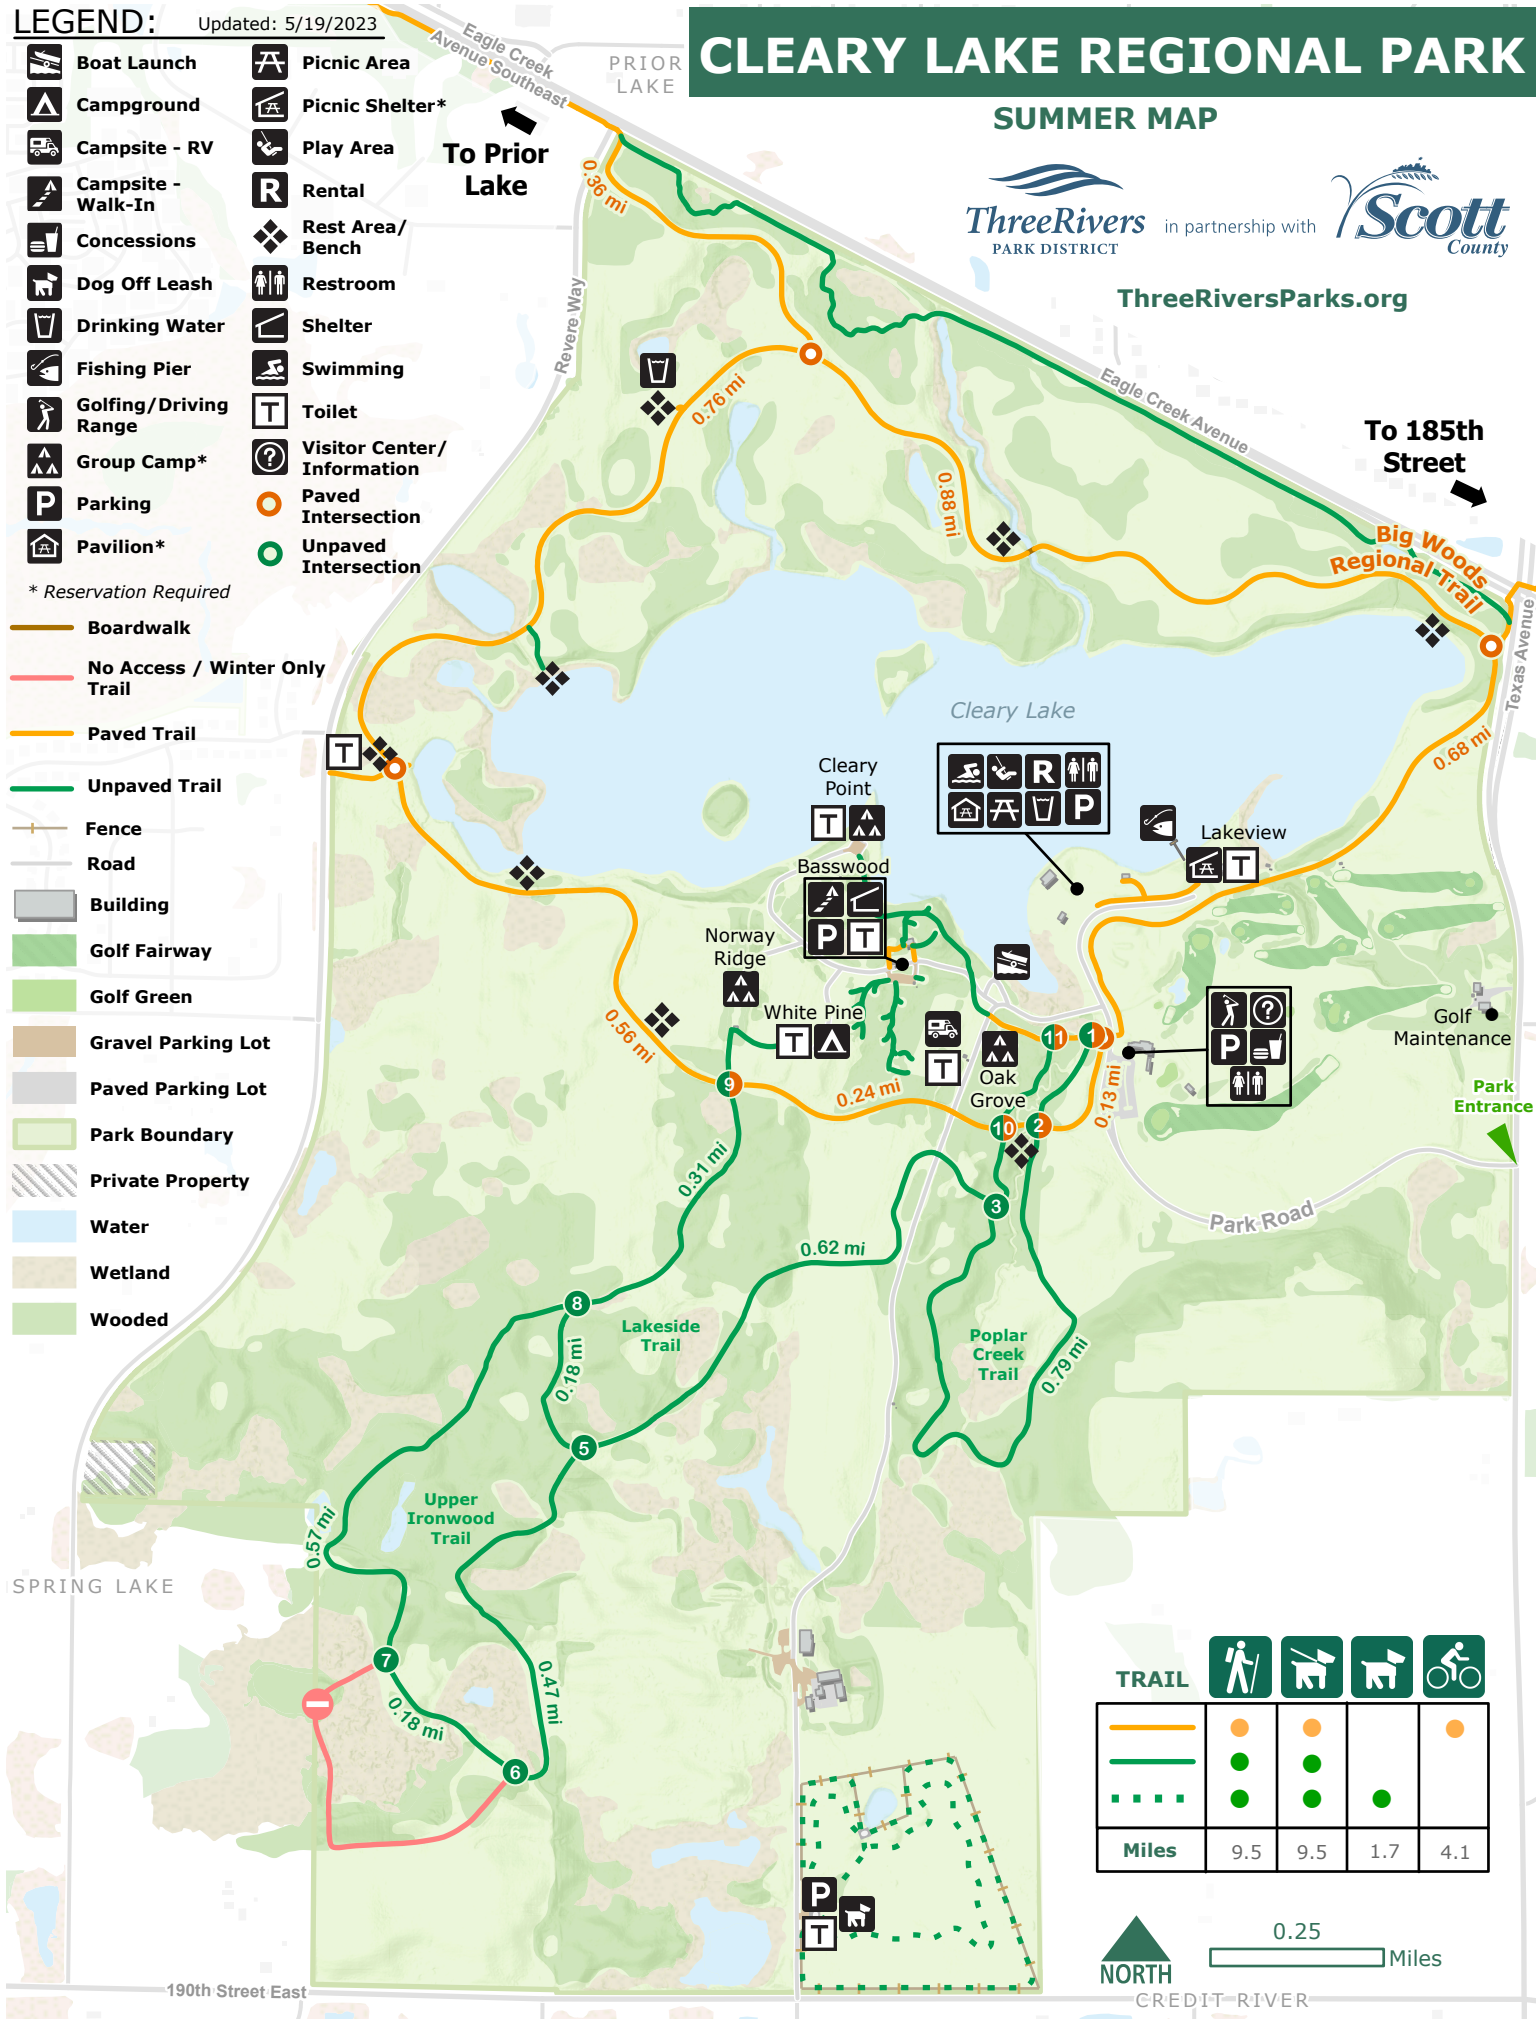 LEGEND:
Updated: 5/19/2023
Boat Launch
Campground
Campsite - RV
Campsite -
Walk-In
Concessions
Dog Off Leash
Drinking Water
Fishing Pier
Golfing/Driving
Range
Group Camp*
P
Parking
Pavilion*
Picnic Area
Picnic Shelter*
Play Area
R
Rental
Rest Area/
Bench
Restroom
Shelter
Swimming
T
Toilet
?
Visitor Center/
Information
Paved
Intersection
Unpaved
Intersection
* Reservation Required
Boardwalk
No Access / Winter Only
Trail
Paved Trail
Unpaved Trail
Fence
Road
Building
Golf Fairway
Golf Green
Gravel Parking Lot
Paved Parking Lot
Park Boundary
Private Property
Water
Wetland
Wooded
CLEARY LAKE REGIONAL PARK
SUMMER MAP
ThreeRivers
PARK DISTRICT
in partnership with
Scott
County
ThreeRiversParks.org
PRIOR
LAKE
Eagle Creek
Avenue Southeast
To Prior
Lake
0.36 mi
Revere Way
0.76 mi
0.88 mi
Eagle Creek Avenue
To 185th
Street
Big Woods
Regional Trail
Texas Avenue
0.68 mi
Cleary Lake
T
Cleary
Point
T
Basswood
P
T
R
P
Lakeview
T
Norway
Ridge
White Pine
T
T
Oak
Grove
11
1
?
P
Golf
Maintenance
Park
Entrance
0.56 mi
9
0.24 mi
0.13 mi
10
2
0.31 mi
3
Park Road
0.62 mi
8
Lakeside
Trail
0.18 mi
Poplar
Creek
Trail
0.79 mi
5
Upper
Ironwood
Trail
0.57 mi
SPRING LAKE
7
0.47 mi
0.18 mi
6
P
T
190th Street East
TRAIL
Miles
9.5
9.5
1.7
4.1
NORTH
0.25
Miles
CREDIT RIVER